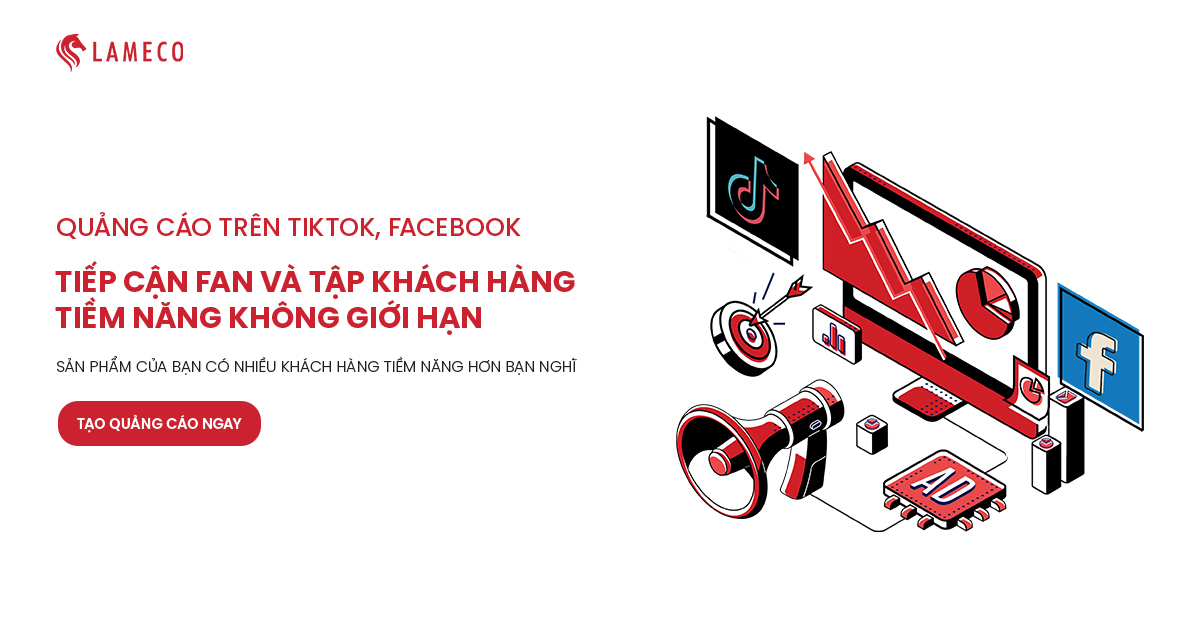 LAMECO
QUẢNG CÁO TRÊN TIKTOK, FACEBOOK
TIẾP CẬN FAN VÀ TẬP KHÁCH HÀNG
TIỀM NĂNG KHÔNG GIỚI HẠN
SẢN PHẨM CỦA BẠN CÓ NHIỀU KHÁCH HÀNG TIỀM NĂNG HƠN BẠN NGHĨ
TẠO QUẢNG CÁO NGAY
f
AD